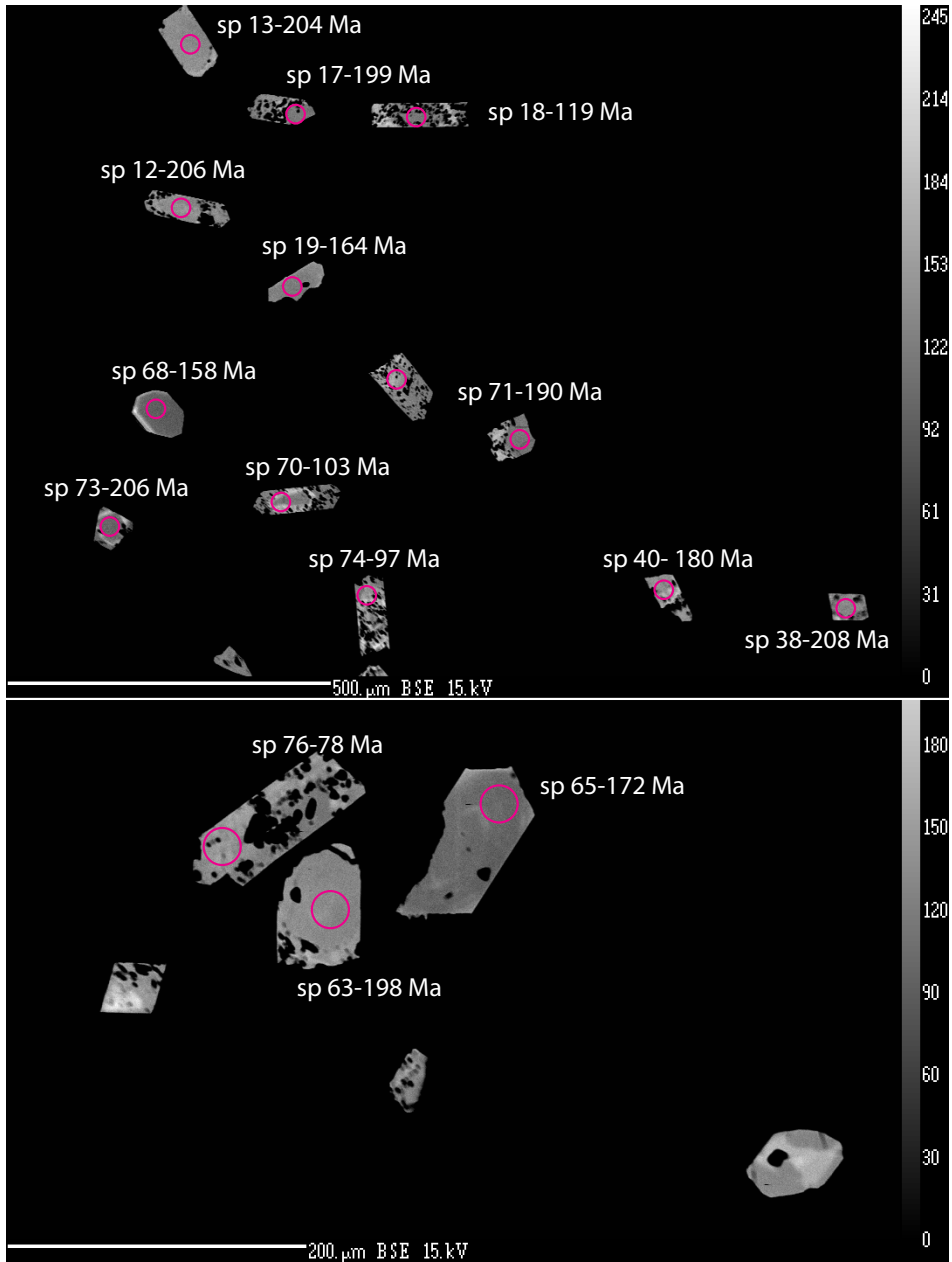 245
sp 13-204 Ma
sp 17-199 Ma
214
sp 18-119 Ma
sp 12-206 Ma
184
sp 19-164 Ma
153
122
sp 68-158 Ma
sp 71-190 Ma
92
sp 70-103 Ma
sp 73-206 Ma
61
sp 74-97 Ma
sp 40- 180 Ma
31
sp 38-208 Ma
0
500.μm BSE 15.kV
180
sp 76-78 Ma
sp 65-172 Ma
150
120
sp 63-198 Ma
90
60
30
0
200.μm BSE 15.kV